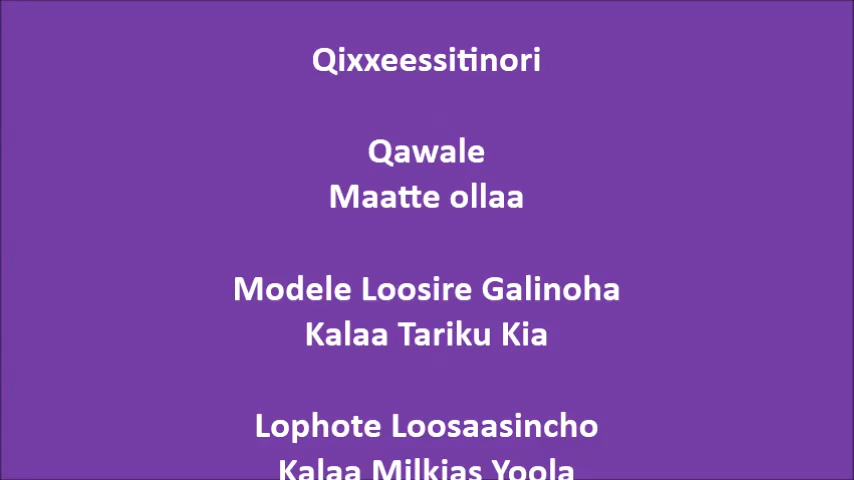 Qixxeessitinori
Qawale
Maatte ollaa
Modele Loosire Galinoha
Kalaa Tariku Kia
Lophote Loosaasincho
Kalaa Milkias Yoola